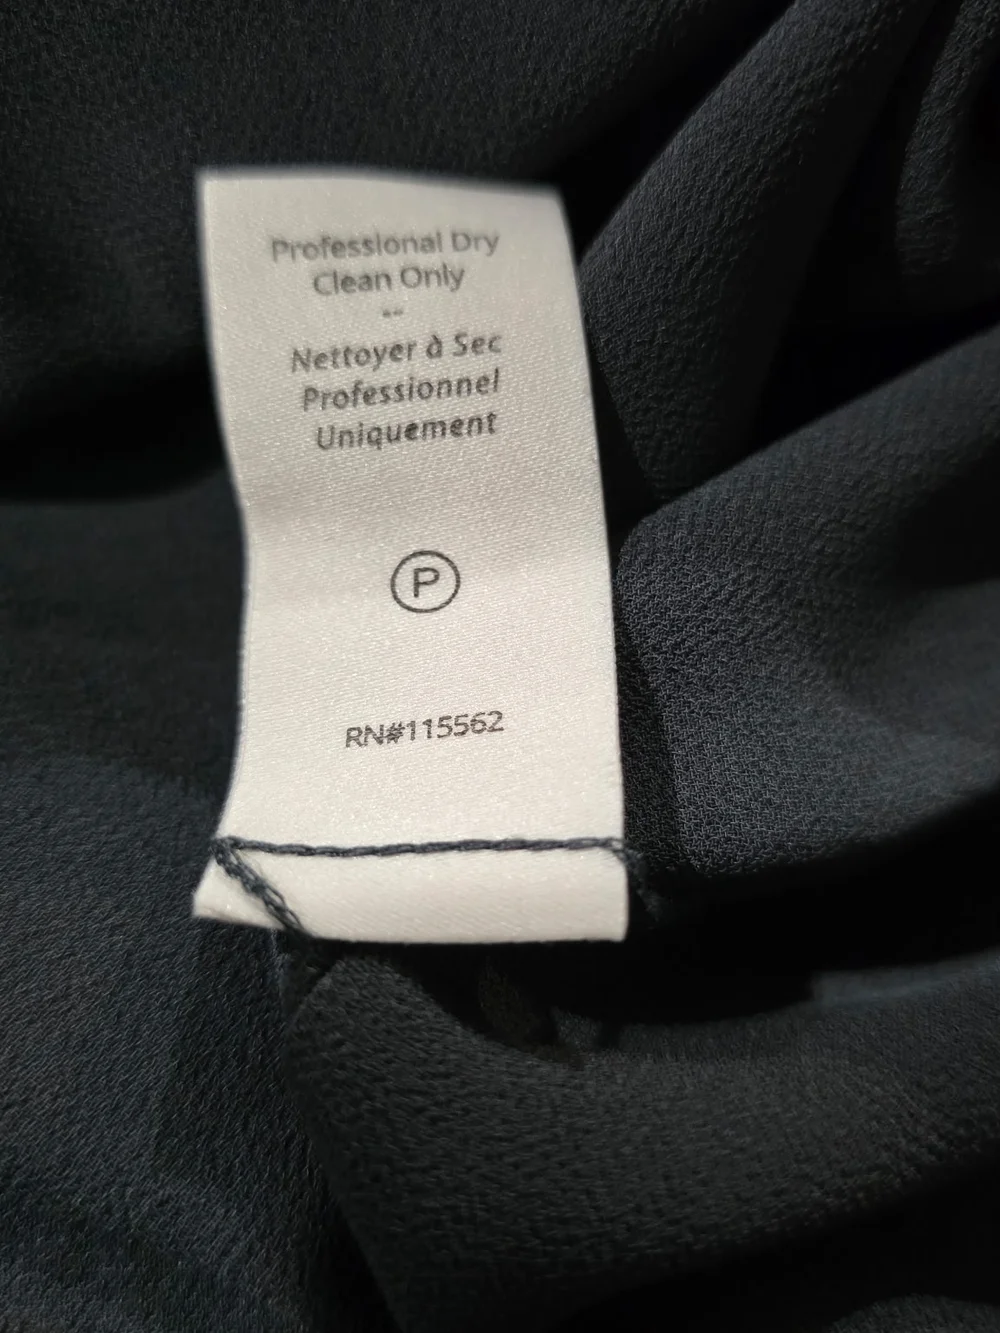 Professional Dry
Clean Only
--
Nettoyer à Sec
Professionnel
Uniquement
P
RN#115562